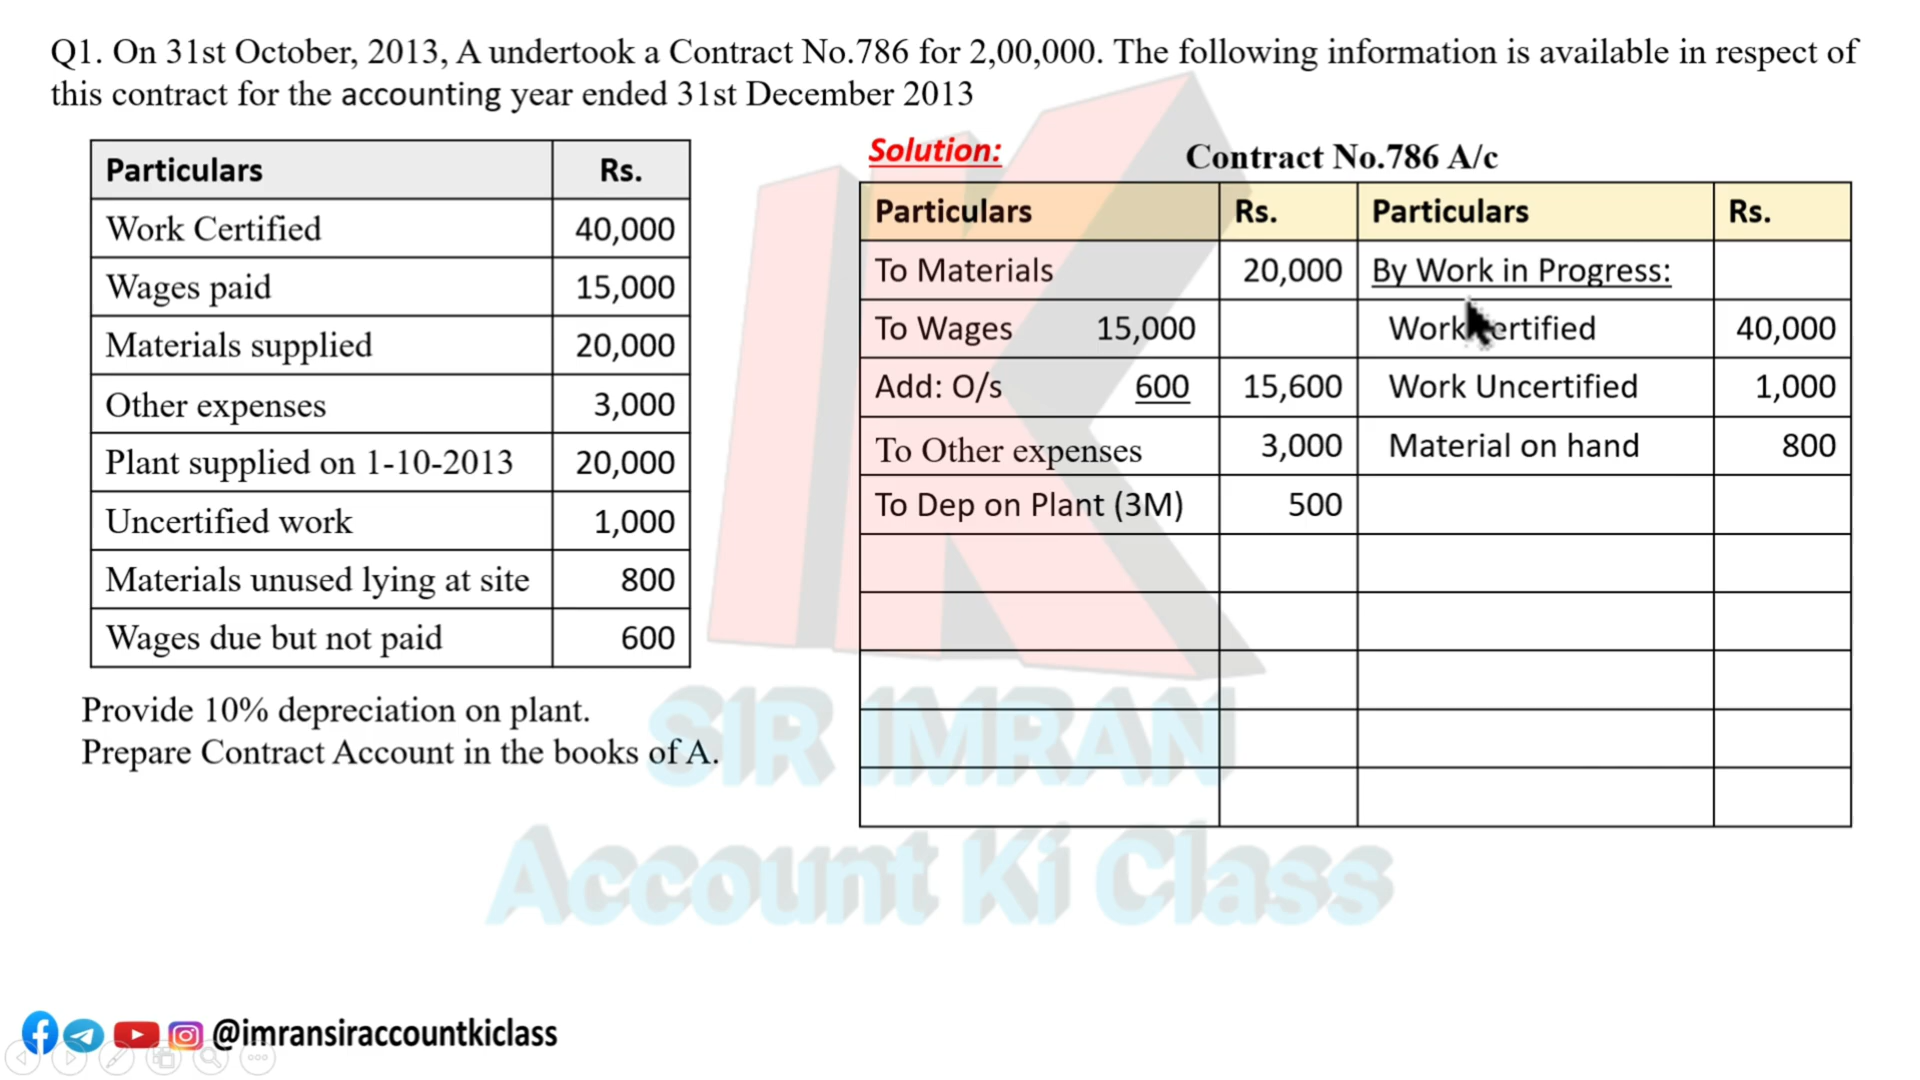 Q1. On 31st October, 2013, A undertook a Contract No.786 for 2,00,000. The following information is available in respect of
this contract for the accounting year ended 31st December 2013
Particulars Rs.
Work Certified 40,000
Wages paid 15,000
Materials supplied 20,000
Other expenses 3,000
Plant supplied on 1-10-2013 20,000
Uncertified work 1,000
Materials unused lying at site 800
Wages due but not paid 600
Provide 10% depreciation on plant.
Prepare Contract Account in the books of A.
Solution: Contract No.786 A/c
Particulars Rs. Particulars Rs.
To Materials 20,000 By Work in Progress:
To Wages 15,000 Work Certified 40,000
Add: O/s 600 15,600 Work Uncertified 1,000
To Other expenses 3,000 Material on hand 800
To Dep on Plant (3M) 500
SIR IMRAN
Account Ki Class
@imransiraccountkiclass